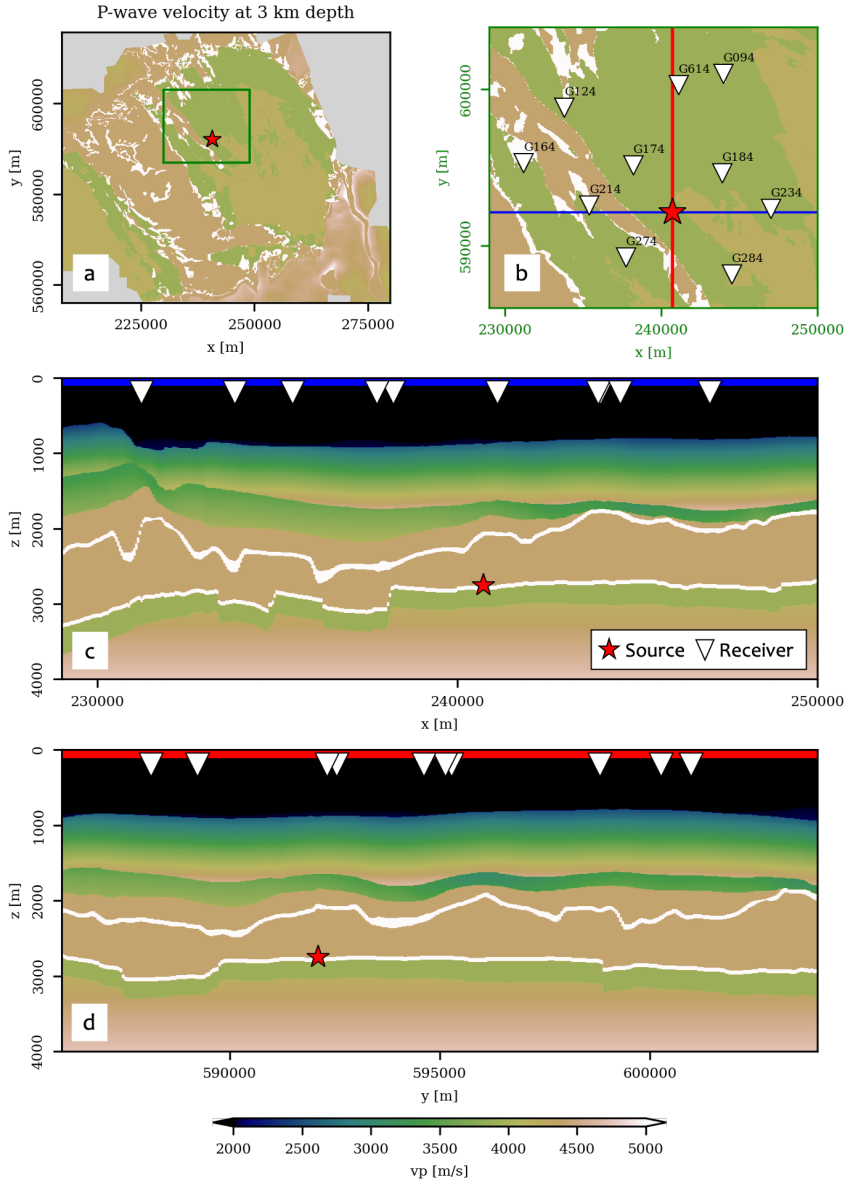 P-wave velocity at 3 km depth
600000
580000
560000
y [m]
a
225000 250000 275000
x [m]
600000
590000
y [m]
G094
G614
G124
G164
G174
G184
G214
G234
G274
G284
b
230000 240000 250000
x [m]
0
1000
2000
3000
4000
z [m]
c
Source Receiver
230000 240000 250000
x [m]
0
1000
2000
3000
4000
z [m]
d
590000 595000 600000
y [m]
2000 2500 3000 3500 4000 4500 5000
vp [m/s]